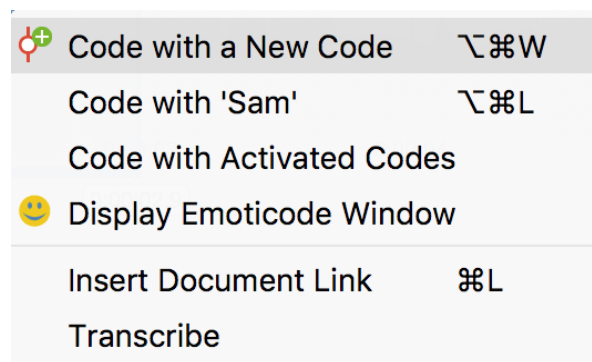 Code with a New Code ⌥⌘W
Code with 'Sam' ⌥⌘L
Code with Activated Codes
Display Emoticode Window
Insert Document Link ⌘L
Transcribe